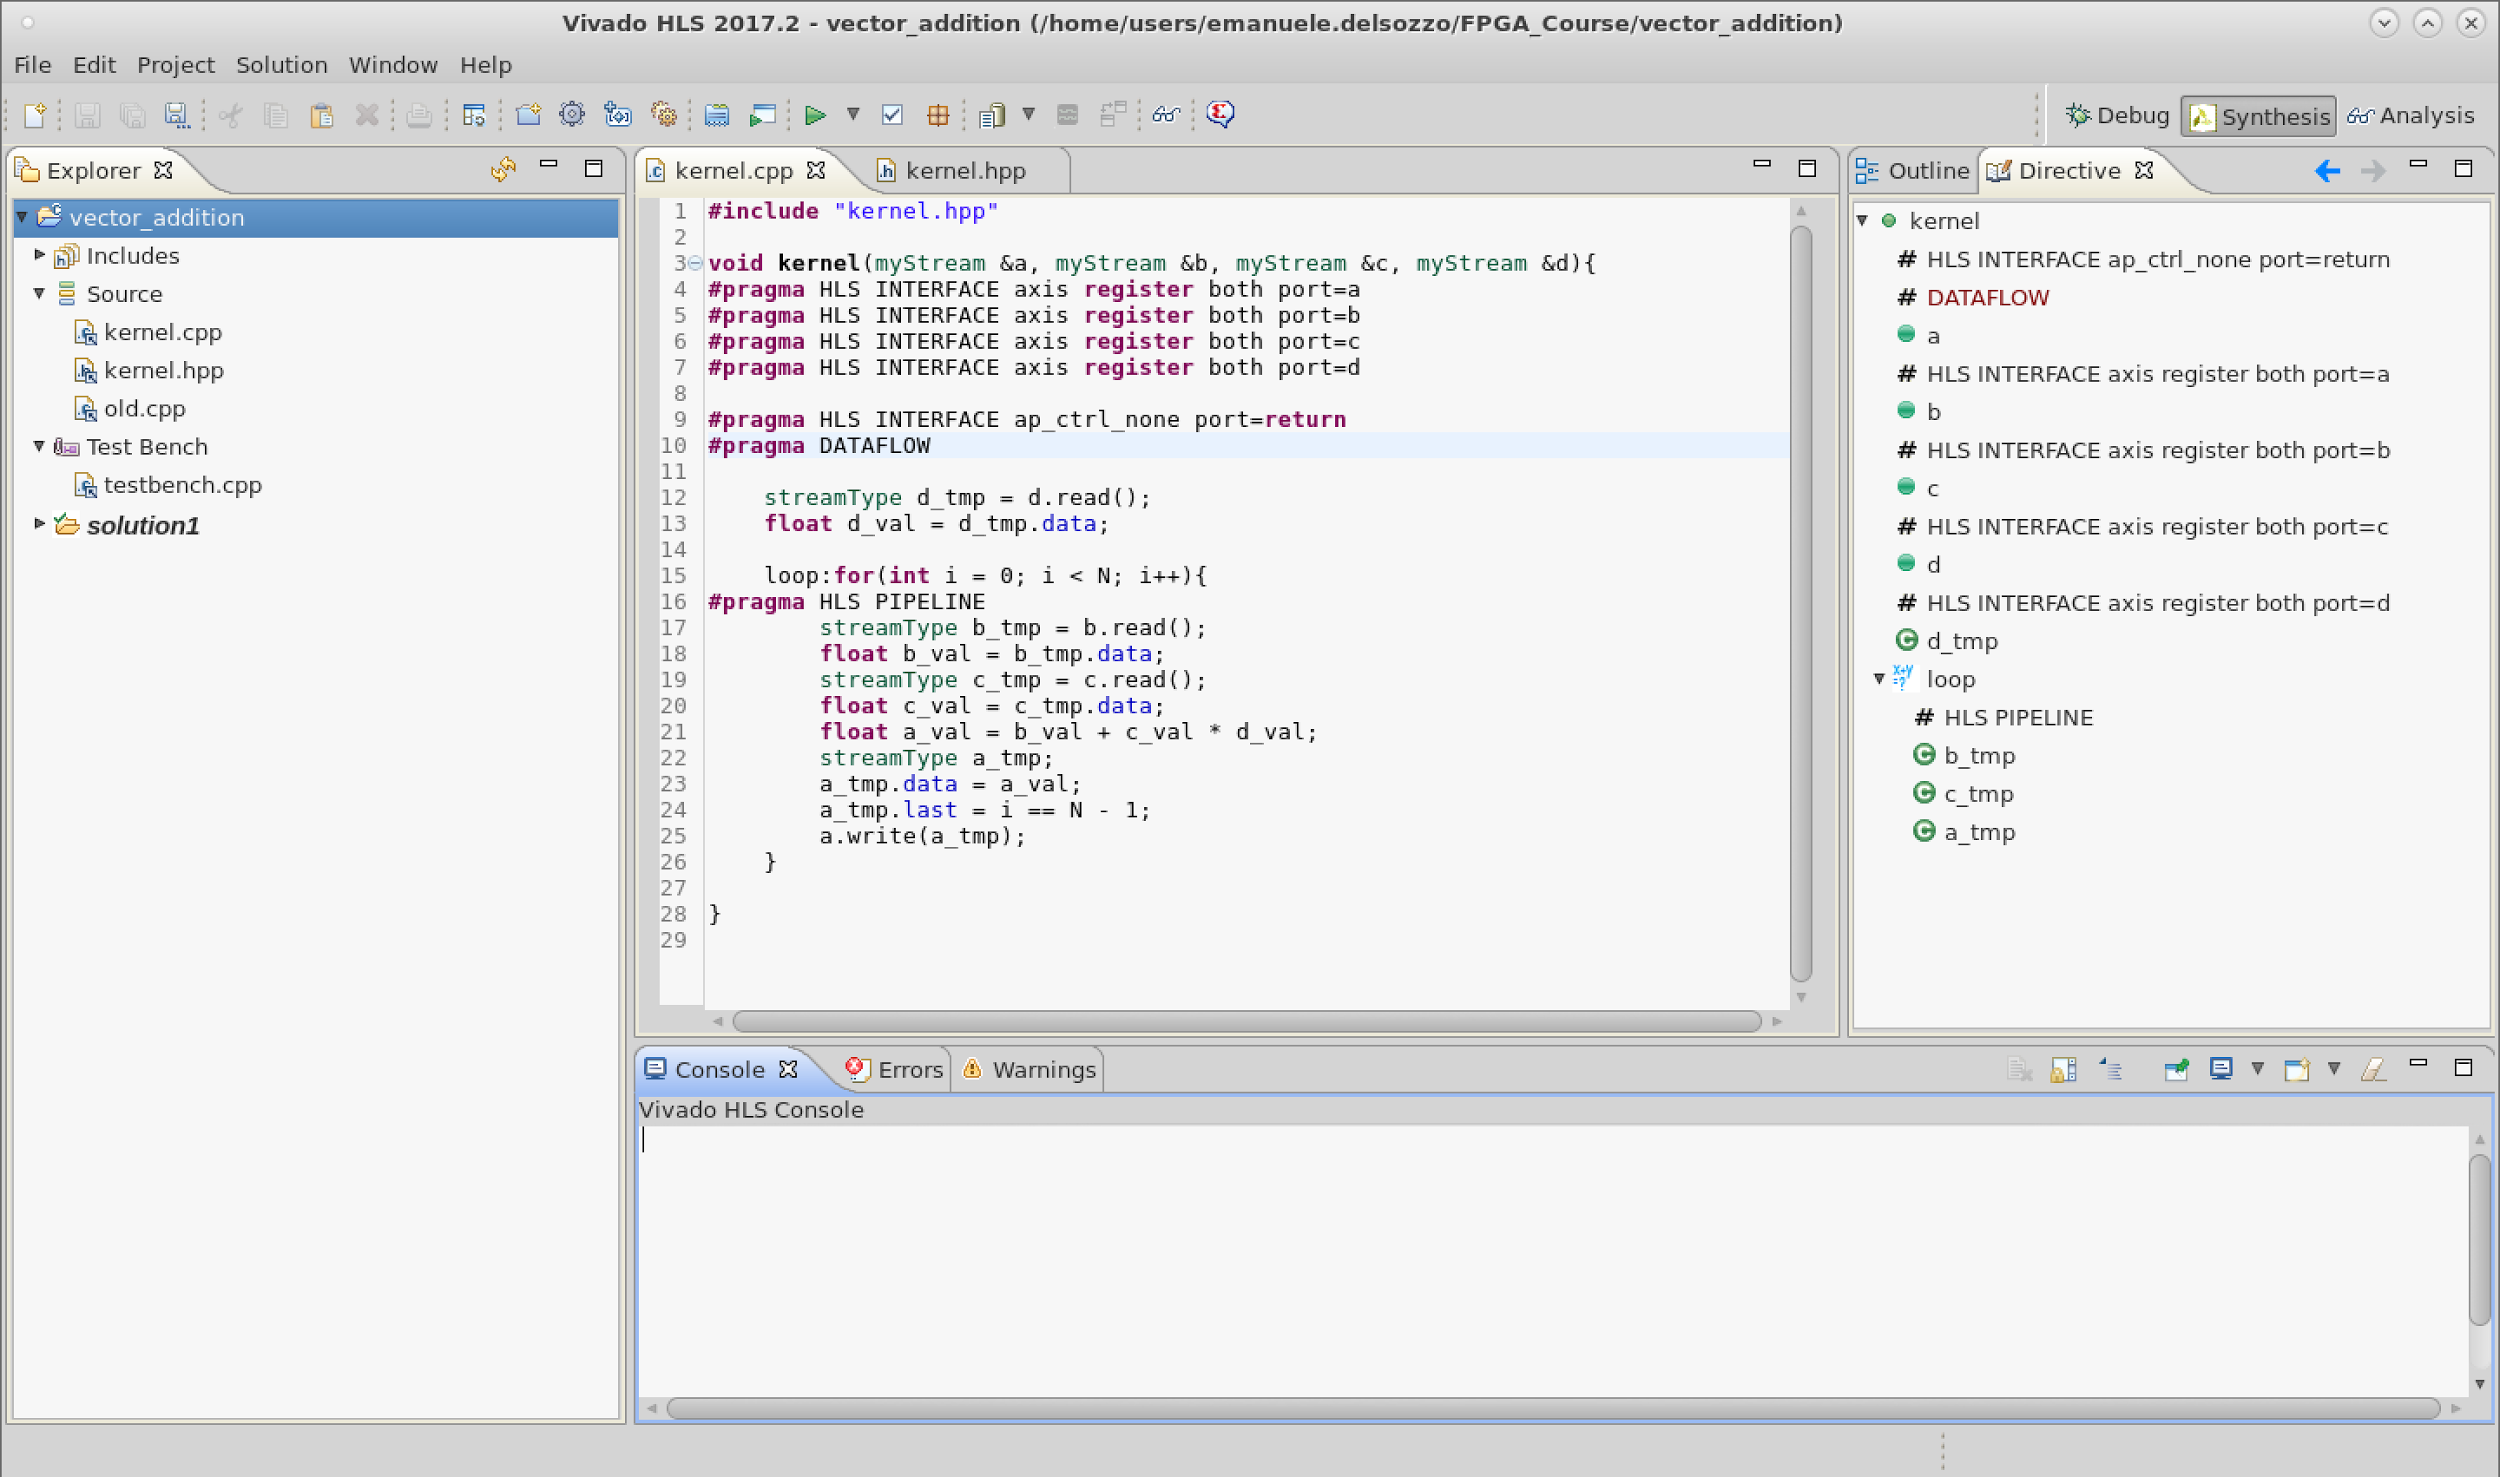 Vivado HLS 2017.2 - vector_addition (/home/users/emanuele.delsozzo/FPGA_Course/vector_addition)
File Edit Project Solution Window Help
Debug Synthesis Analysis
Explorer
vector_addition
Includes
Source
kernel.cpp
kernel.hpp
old.cpp
Test Bench
testbench.cpp
solution1
kernel.cpp kernel.hpp
1 #include "kernel.hpp"
2
3 void kernel(myStream &a, myStream &b, myStream &c, myStream &d){
4 #pragma HLS INTERFACE axis register both port=a
5 #pragma HLS INTERFACE axis register both port=b
6 #pragma HLS INTERFACE axis register both port=c
7 #pragma HLS INTERFACE axis register both port=d
8
9 #pragma HLS INTERFACE ap_ctrl_none port=return
10 #pragma DATAFLOW
11
12     streamType d_tmp = d.read();
13     float d_val = d_tmp.data;
14
15     loop:for(int i = 0; i < N; i++){
16 #pragma HLS PIPELINE
17         streamType b_tmp = b.read();
18         float b_val = b_tmp.data;
19         streamType c_tmp = c.read();
20         float c_val = c_tmp.data;
21         float a_val = b_val + c_val * d_val;
22         streamType a_tmp;
23         a_tmp.data = a_val;
24         a_tmp.last = i == N - 1;
25         a.write(a_tmp);
26     }
27
28 }
29
Outline Directive
kernel
# HLS INTERFACE ap_ctrl_none port=return
# DATAFLOW
a
# HLS INTERFACE axis register both port=a
b
# HLS INTERFACE axis register both port=b
c
# HLS INTERFACE axis register both port=c
d
# HLS INTERFACE axis register both port=d
d_tmp
loop
# HLS PIPELINE
b_tmp
c_tmp
a_tmp
Console Errors Warnings
Vivado HLS Console